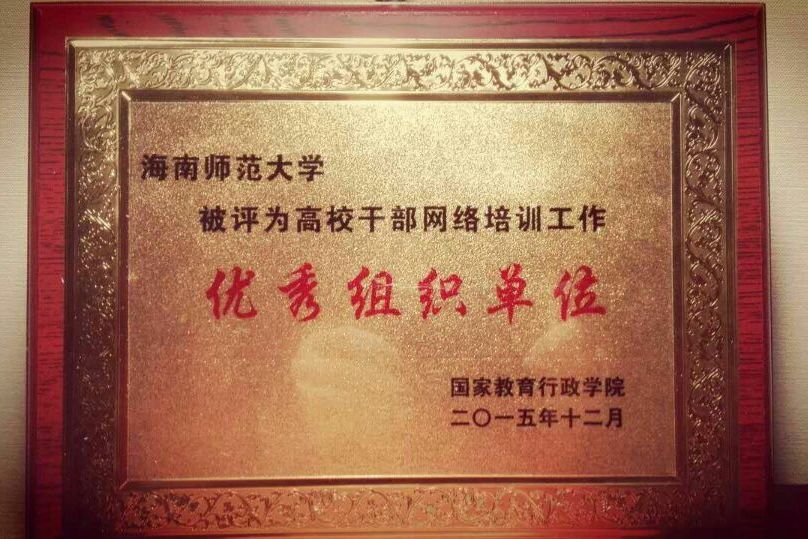 海南师范大学
被评为高校干部网络培训工作
优秀组织单位
国家教育行政学院
二〇一五年十二月